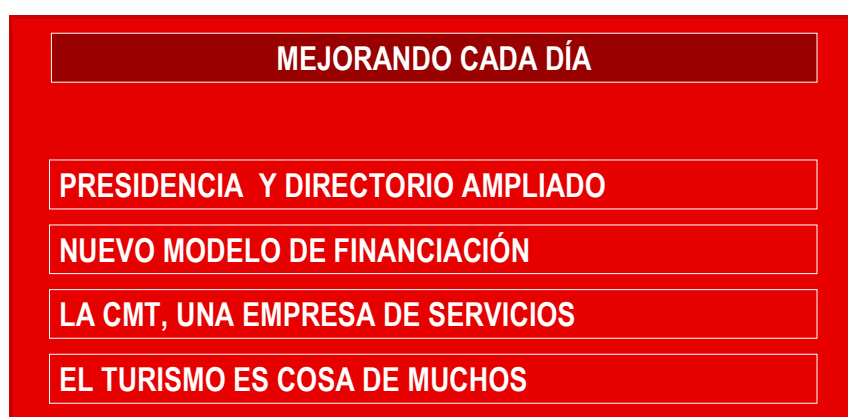 MEJORANDO CADA DÍA
PRESIDENCIA Y DIRECTORIO AMPLIADO
NUEVO MODELO DE FINANCIACIÓN
LA CMT, UNA EMPRESA DE SERVICIOS
EL TURISMO ES COSA DE MUCHOS